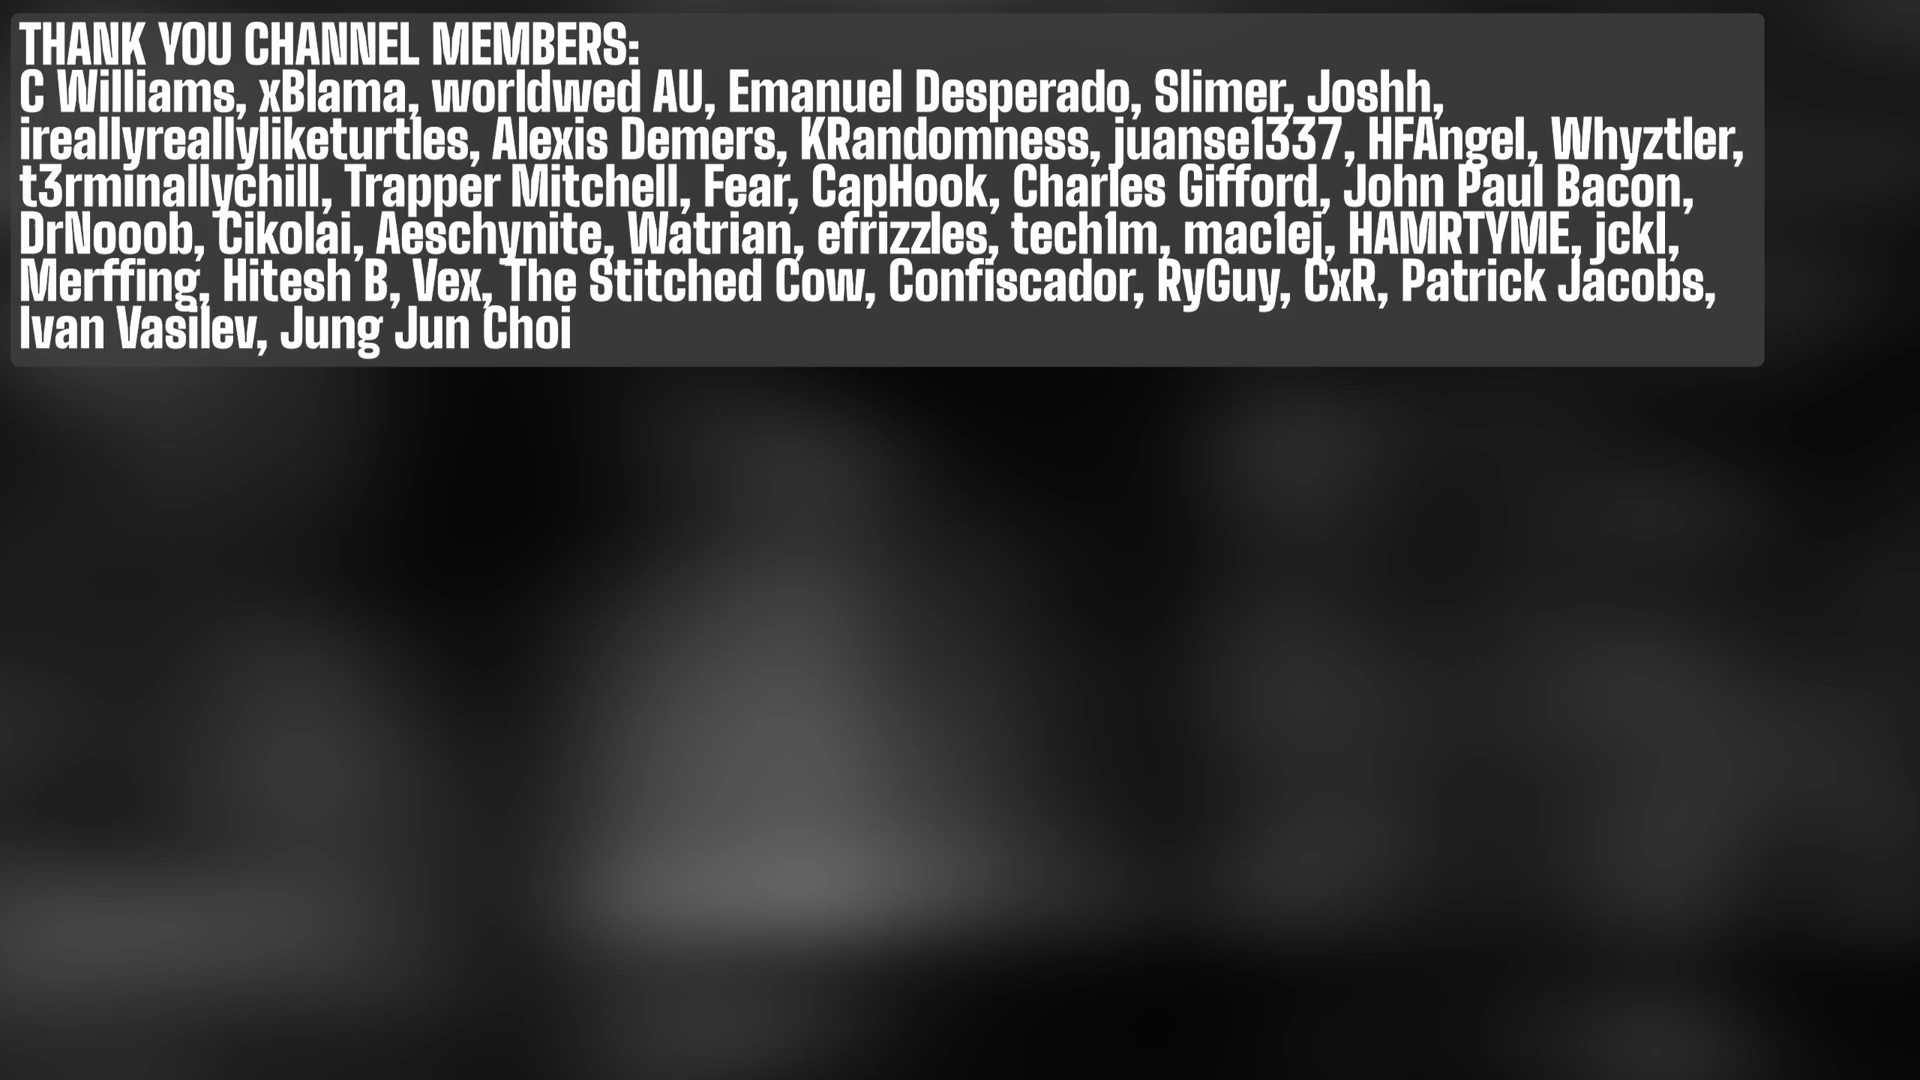 THANK YOU CHANNEL MEMBERS:
C Williams, xBlama, worldwed AU, Emanuel Desperado, Slimer, Joshh,
ireallyreallyliketurtles, Alexis Demers, KRandomness, juanse1337, HFAngel, Whyztler,
t3rminallychill, Trapper Mitchell, Fear, CapHook, Charles Gifford, John Paul Bacon,
DrNooob, Cikolai, Aeschynite, Watrian, efrizzles, tech1m, mac1ej, HAMRTYME, jckl,
Merffing, Hitesh B, Vex, The Stitched Cow, Confiscador, RyGuy, CxR, Patrick Jacobs,
Ivan Vasilev, Jung Jun Choi